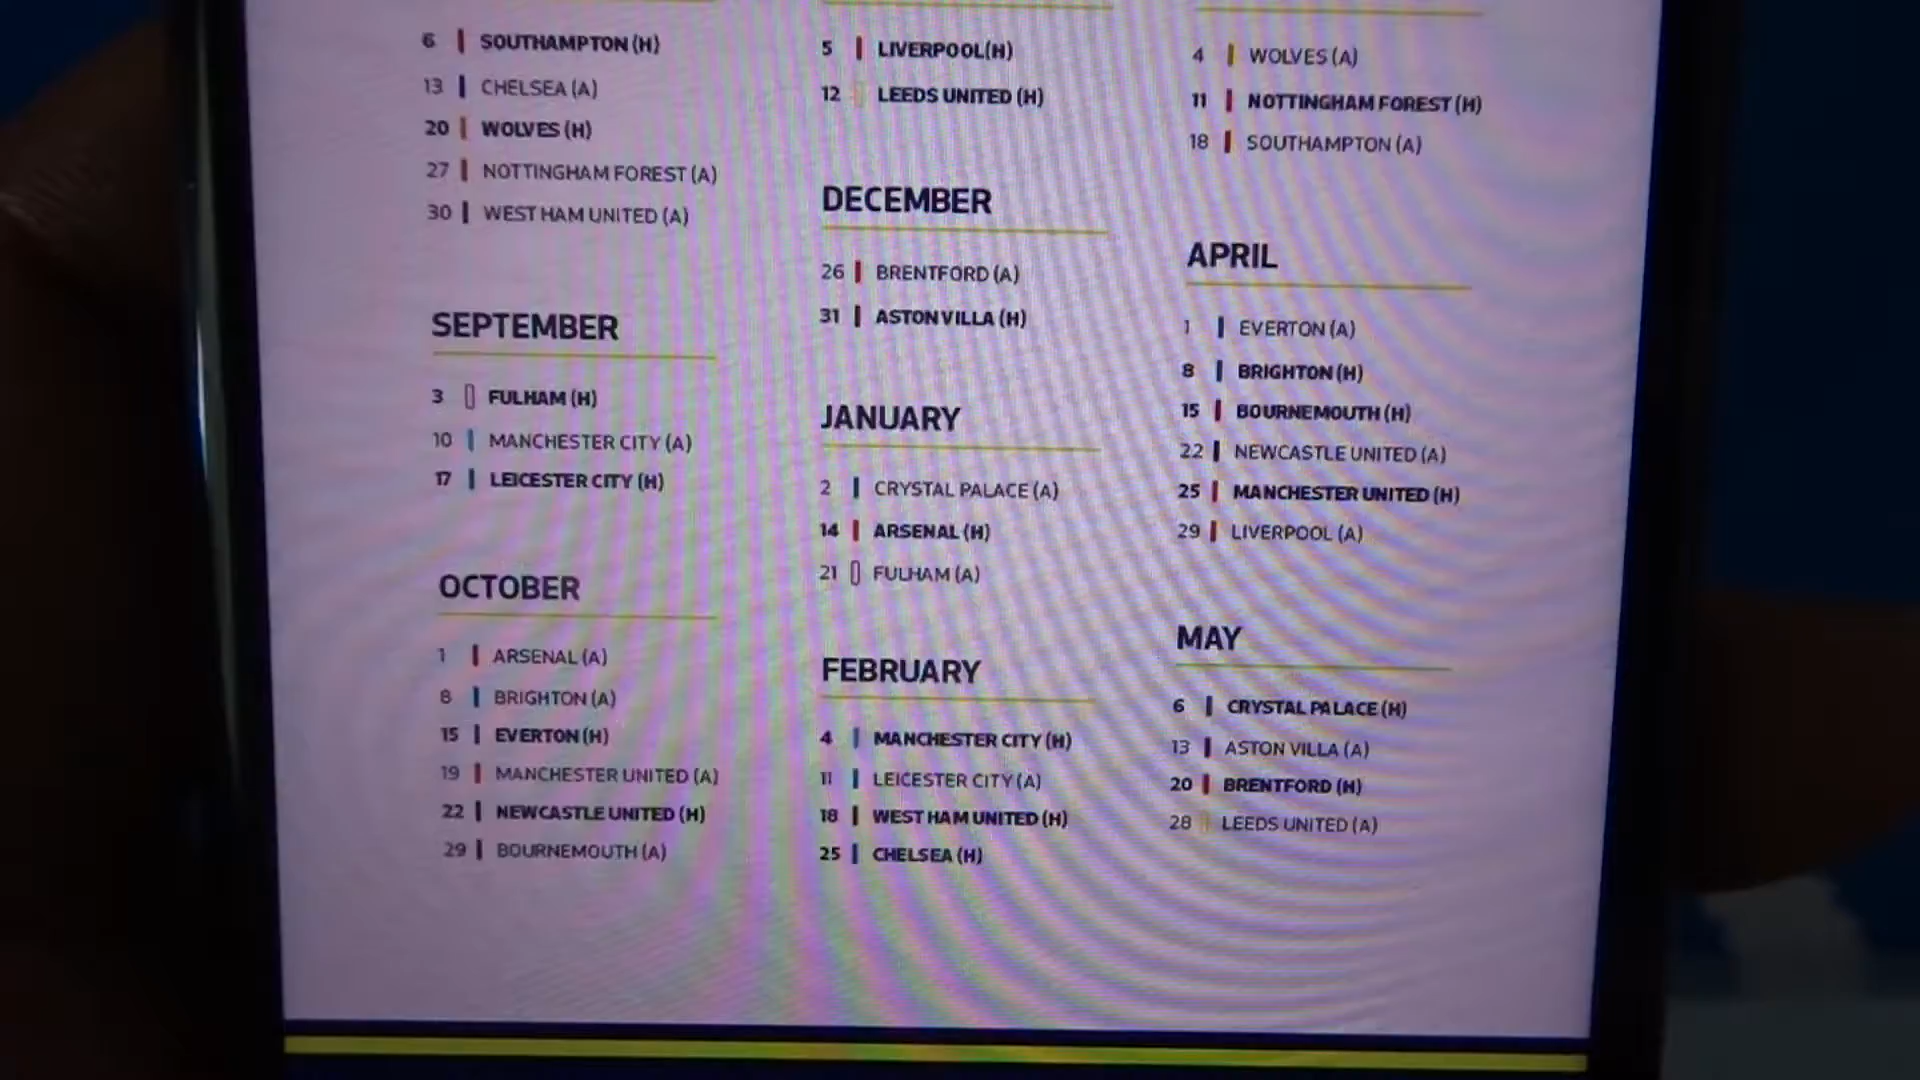 6 SOUTHAMPTON (H)
13 CHELSEA (A)
20 WOLVES (H)
27 NOTTINGHAM FOREST (A)
30 WEST HAM UNITED (A)
SEPTEMBER
3 FULHAM (H)
10 MANCHESTER CITY (A)
17 LEICESTER CITY (H)
OCTOBER
1 ARSENAL (A)
8 BRIGHTON (A)
15 EVERTON (H)
19 MANCHESTER UNITED (A)
22 NEWCASTLE UNITED (H)
29 BOURNEMOUTH (A)
5 LIVERPOOL(H)
12 LEEDS UNITED (H)
DECEMBER
26 BRENTFORD (A)
31 ASTON VILLA (H)
JANUARY
2 CRYSTAL PALACE (A)
14 ARSENAL (H)
21 FULHAM (A)
FEBRUARY
4 MANCHESTER CITY (H)
11 LEICESTER CITY (A)
18 WEST HAM UNITED (H)
25 CHELSEA (H)
4 WOLVES (A)
11 NOTTINGHAM FOREST (H)
18 SOUTHAMPTON (A)
APRIL
1 EVERTON (A)
8 BRIGHTON (H)
15 BOURNEMOUTH (H)
22 NEWCASTLE UNITED (A)
25 MANCHESTER UNITED (H)
29 LIVERPOOL (A)
MAY
6 CRYSTAL PALACE (H)
13 ASTON VILLA (A)
20 BRENTFORD (H)
28 LEEDS UNITED (A)